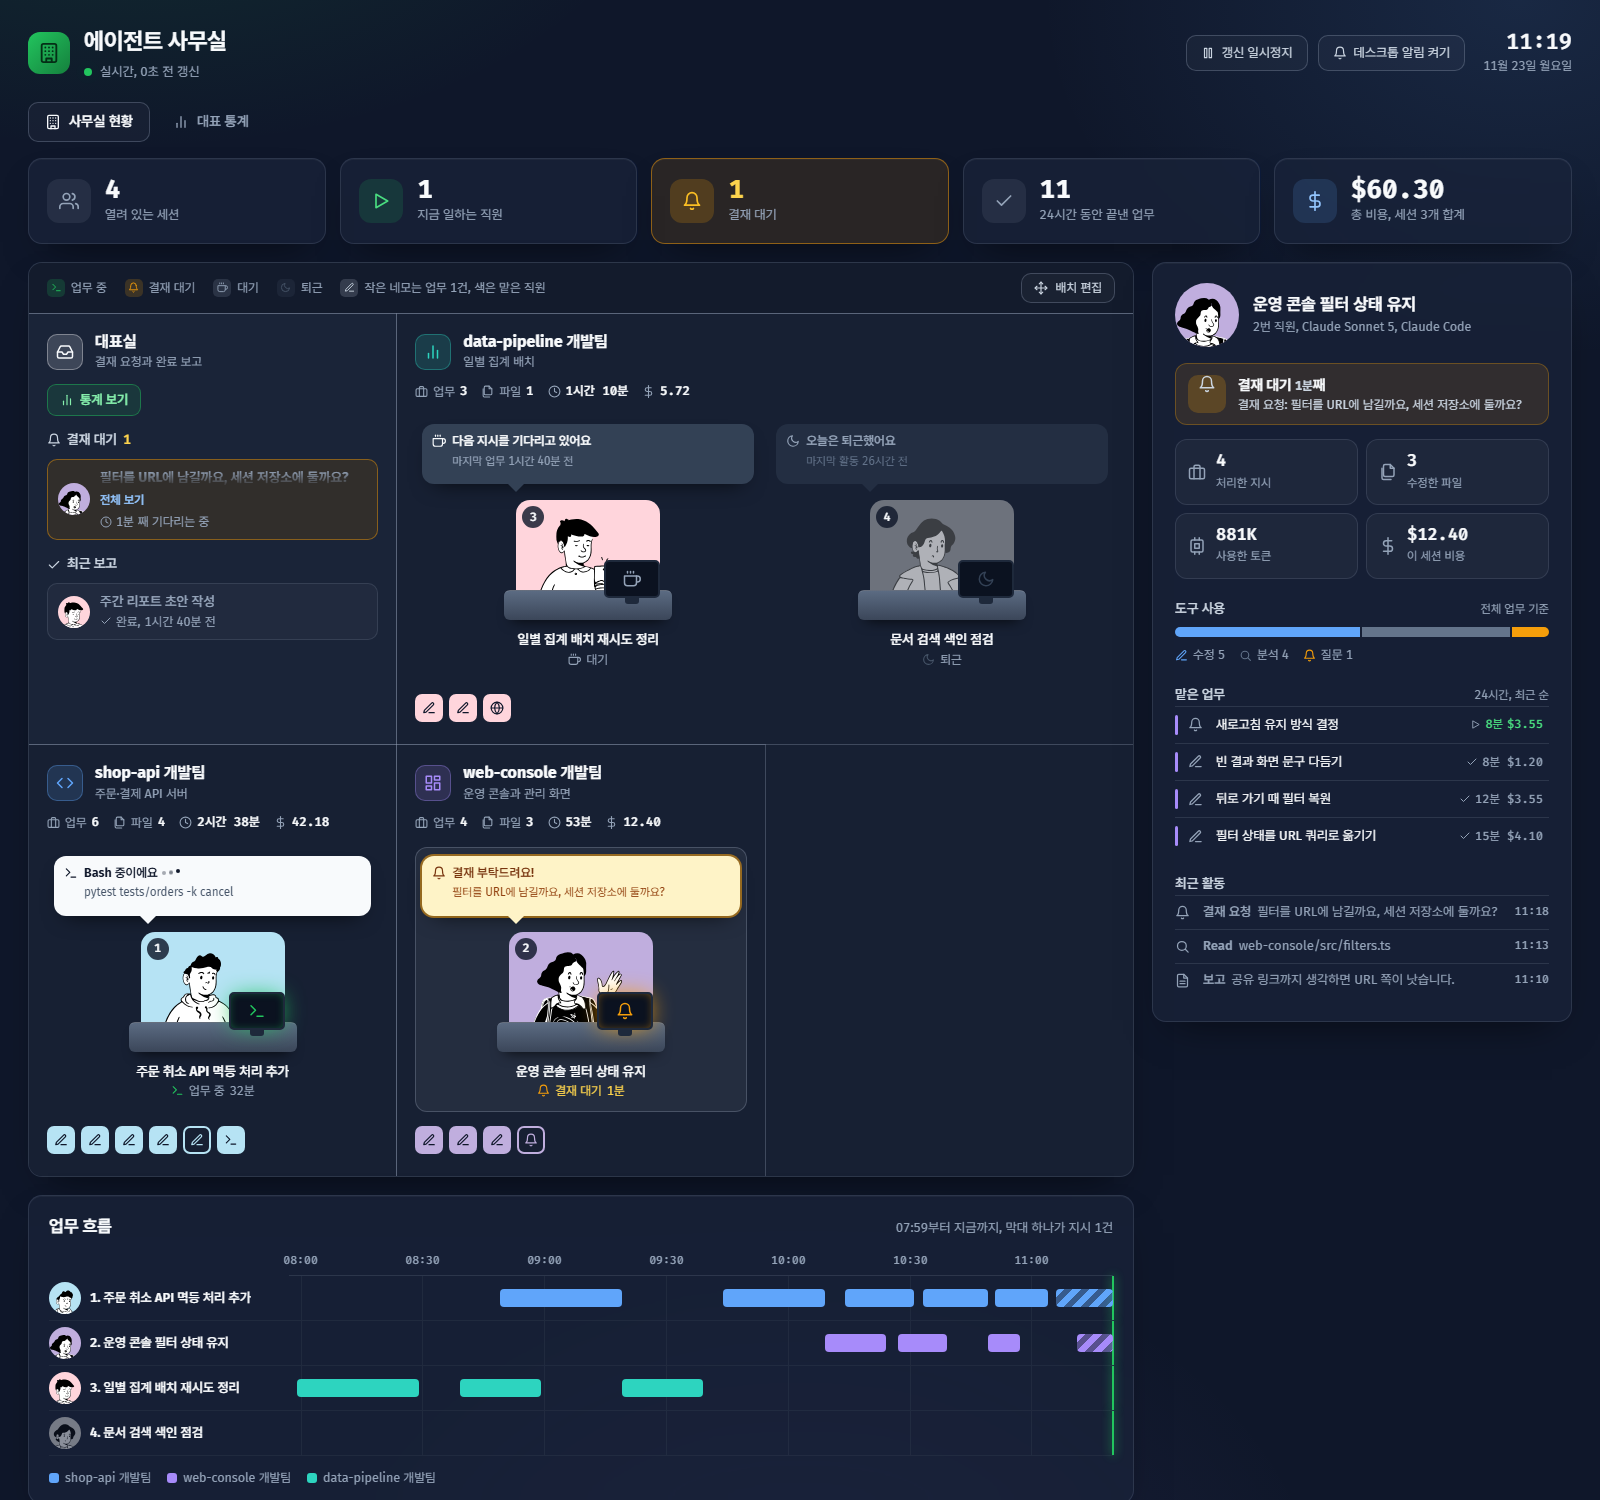 에이전트 사무실
실시간, 0초 전 갱신
갱신 일시정지
데스크톱 알림 켜기
11:19
11월 23일 월요일
사무실 현황
대표 통계
4
열려 있는 세션
1
지금 일하는 직원
1
결재 대기
11
24시간 동안 끝낸 업무
$60.30
총 비용, 세션 3개 합계
업무 중
결재 대기
대기
퇴근
작은 네모는 업무 1건, 색은 맡은 직원
배치 편집
대표실
결재 요청과 완료 보고
통계 보기
결재 대기 1
필터를 URL에 남길까요, 세션 저장소에 둘까요?
전체 보기
1분 째 기다리는 중
최근 보고
주간 리포트 초안 작성
완료, 1시간 40분 전
data-pipeline 개발팀
일별 집계 배치
업무 3 파일 1 1시간 10분 $ 5.72
다음 지시를 기다리고 있어요
마지막 업무 1시간 40분 전
3
일별 집계 배치 재시도 정리
대기
오늘은 퇴근했어요
마지막 활동 26시간 전
4
문서 검색 색인 점검
퇴근
shop-api 개발팀
주문·결제 API 서버
업무 6 파일 4 2시간 38분 $ 42.18
Bash 중이에요
pytest tests/orders -k cancel
1
주문 취소 API 멱등 처리 추가
업무 중 32분
web-console 개발팀
운영 콘솔과 관리 화면
업무 4 파일 3 53분 $ 12.40
결재 부탁드려요!
필터를 URL에 남길까요, 세션 저장소에 둘까요?
2
운영 콘솔 필터 상태 유지
결재 대기 1분
운영 콘솔 필터 상태 유지
2번 직원, Claude Sonnet 5, Claude Code
결재 대기 1분째
결재 요청: 필터를 URL에 남길까요, 세션 저장소에 둘까요?
4
처리한 지시
3
수정한 파일
881K
사용한 토큰
$12.40
이 세션 비용
도구 사용
전체 업무 기준
수정 5 분석 4 질문 1
맡은 업무
24시간, 최근 순
새로고침 유지 방식 결정 8분 $3.55
빈 결과 화면 문구 다듬기 8분 $1.20
뒤로 가기 때 필터 복원 12분 $3.55
필터 상태를 URL 쿼리로 옮기기 15분 $4.10
최근 활동
결재 요청 필터를 URL에 남길까요, 세션 저장소에 둘까요? 11:18
Read web-console/src/filters.ts 11:13
보고 공유 링크까지 생각하면 URL 쪽이 낫습니다. 11:10
업무 흐름
07:59부터 지금까지, 막대 하나가 지시 1건
08:00 08:30 09:00 09:30 10:00 10:30 11:00
1. 주문 취소 API 멱등 처리 추가
2. 운영 콘솔 필터 상태 유지
3. 일별 집계 배치 재시도 정리
4. 문서 검색 색인 점검
shop-api 개발팀 web-console 개발팀 data-pipeline 개발팀